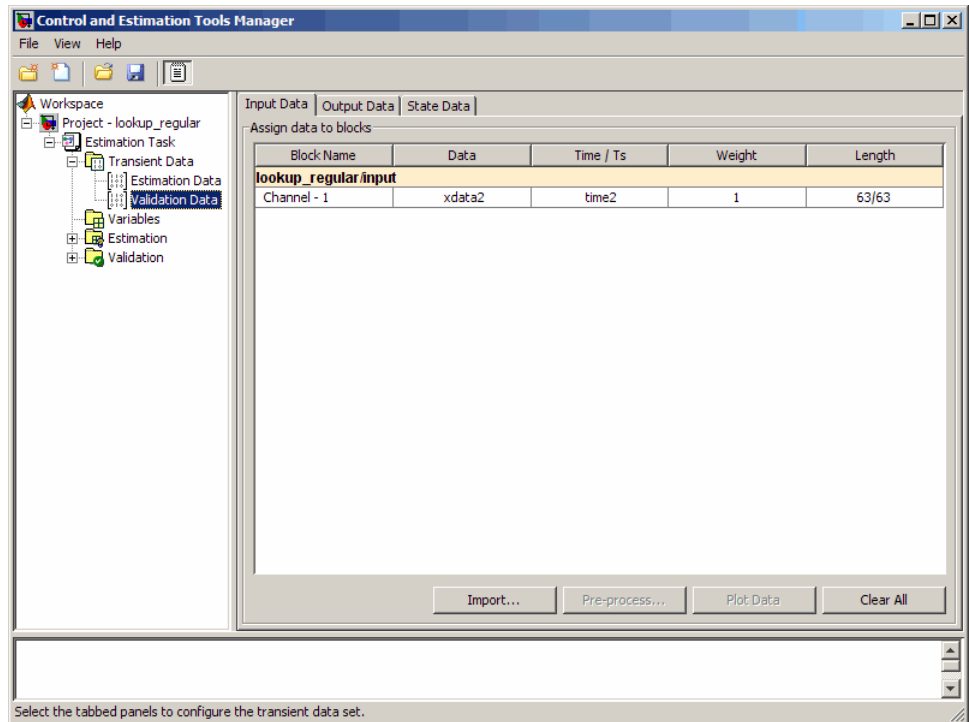 Control and Estimation Tools Manager
File View Help
Workspace
Project - lookup_regular
Estimation Task
Transient Data
Estimation Data
Validation Data
Variables
Estimation
Validation
Input Data Output Data State Data
Assign data to blocks
Block Name Data Time / Ts Weight Length
lookup_regular/input
Channel - 1 xdata2 time2 1 63/63
Import... Pre-process... Plot Data Clear All
Select the tabbed panels to configure the transient data set.